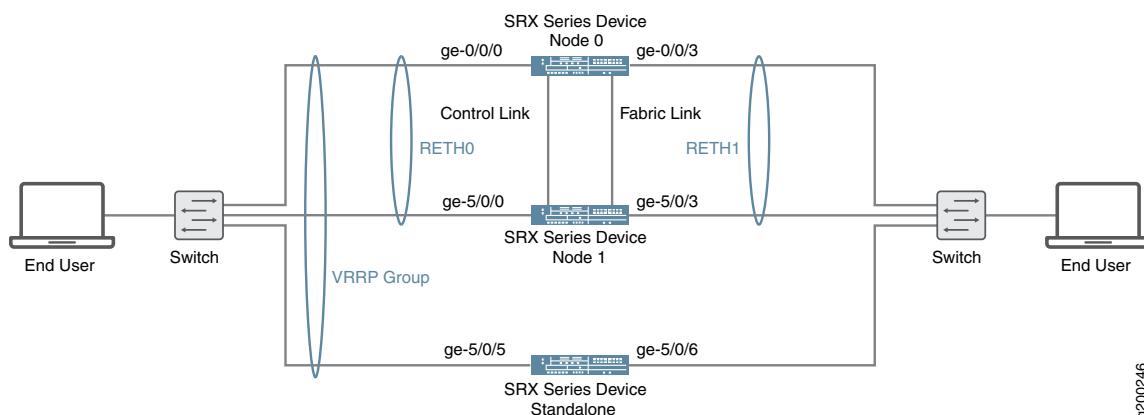 SRX Series Device
Node 0
ge-0/0/0
ge-0/0/3
Control Link
Fabric Link
RETH0
RETH1
ge-5/0/0
ge-5/0/3
SRX Series Device
Node 1
End User
Switch
Switch
End User
VRRP Group
ge-5/0/5
ge-5/0/6
SRX Series Device
Standalone
g200246